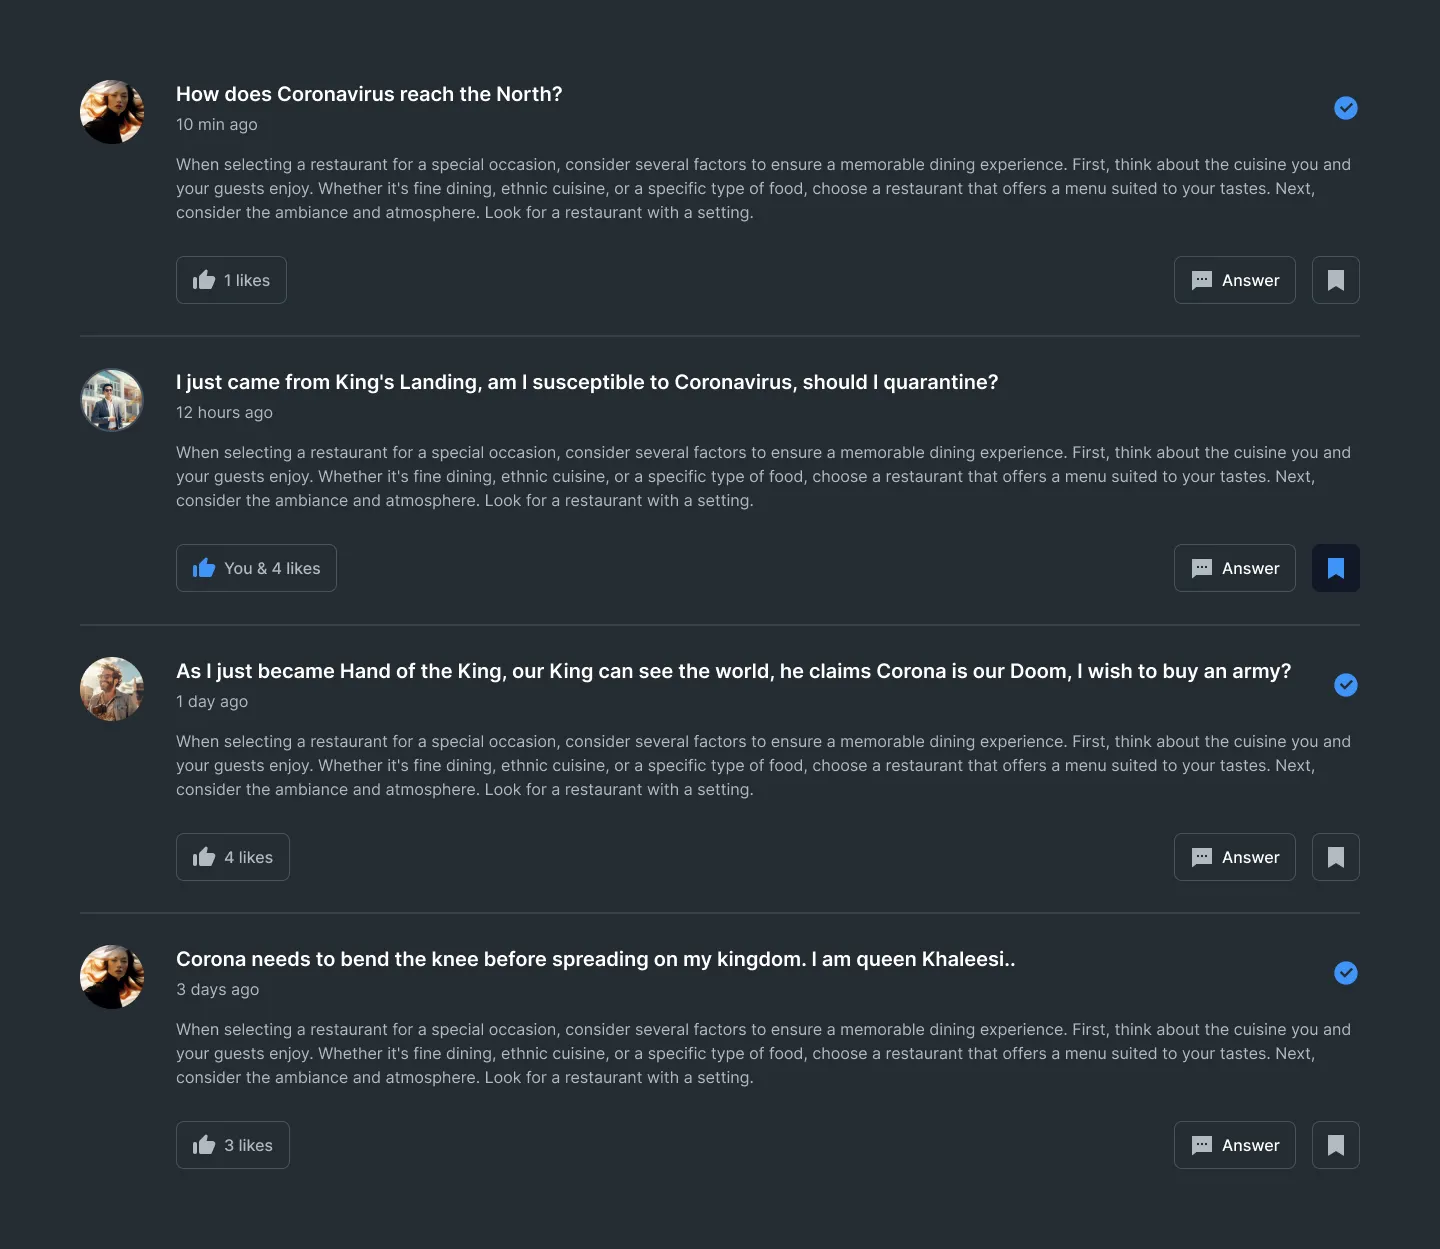 How does Coronavirus reach the North?
10 min ago
When selecting a restaurant for a special occasion, consider several factors to ensure a memorable dining experience. First, think about the cuisine you and
your guests enjoy. Whether it's fine dining, ethnic cuisine, or a specific type of food, choose a restaurant that offers a menu suited to your tastes. Next,
consider the ambiance and atmosphere. Look for a restaurant with a setting.
1 likes
Answer
I just came from King's Landing, am I susceptible to Coronavirus, should I quarantine?
12 hours ago
When selecting a restaurant for a special occasion, consider several factors to ensure a memorable dining experience. First, think about the cuisine you and
your guests enjoy. Whether it's fine dining, ethnic cuisine, or a specific type of food, choose a restaurant that offers a menu suited to your tastes. Next,
consider the ambiance and atmosphere. Look for a restaurant with a setting.
You & 4 likes
Answer
As I just became Hand of the King, our King can see the world, he claims Corona is our Doom, I wish to buy an army?
1 day ago
When selecting a restaurant for a special occasion, consider several factors to ensure a memorable dining experience. First, think about the cuisine you and
your guests enjoy. Whether it's fine dining, ethnic cuisine, or a specific type of food, choose a restaurant that offers a menu suited to your tastes. Next,
consider the ambiance and atmosphere. Look for a restaurant with a setting.
4 likes
Answer
Corona needs to bend the knee before spreading on my kingdom. I am queen Khaleesi..
3 days ago
When selecting a restaurant for a special occasion, consider several factors to ensure a memorable dining experience. First, think about the cuisine you and
your guests enjoy. Whether it's fine dining, ethnic cuisine, or a specific type of food, choose a restaurant that offers a menu suited to your tastes. Next,
consider the ambiance and atmosphere. Look for a restaurant with a setting.
3 likes
Answer